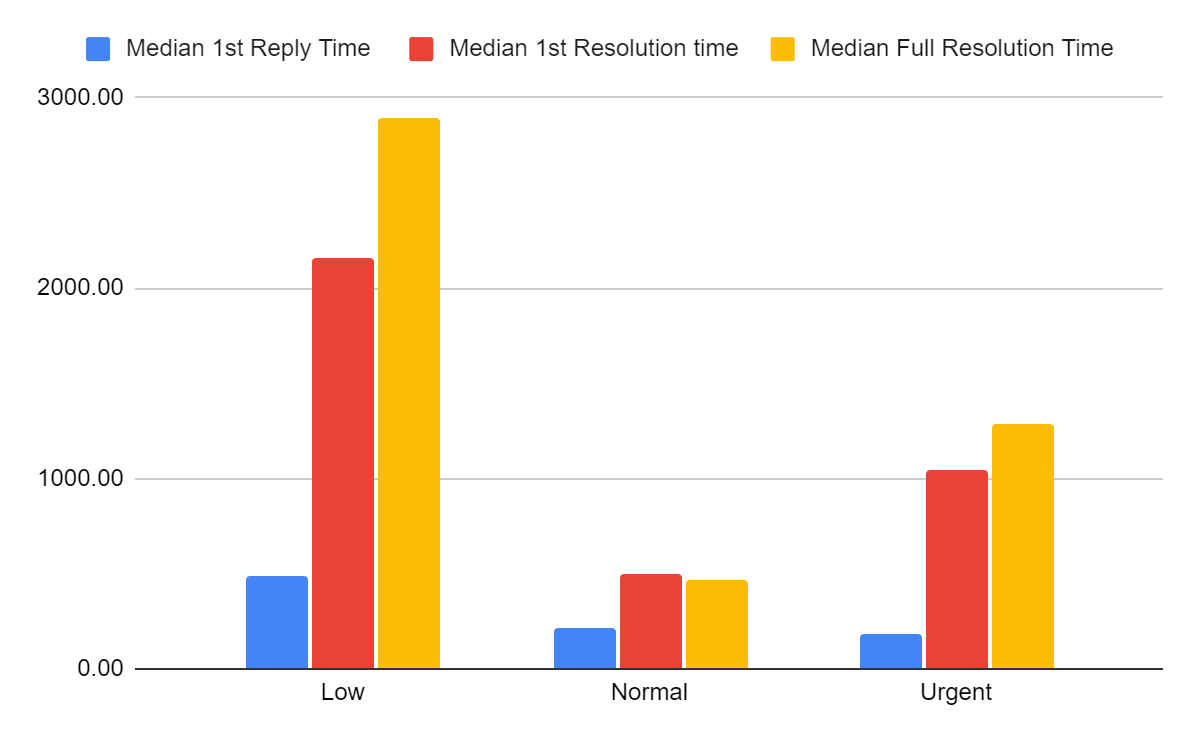 Median 1st Reply Time Median 1st Resolution time Median Full Resolution Time
3000.00
2000.00
1000.00
0.00
Low Normal Urgent